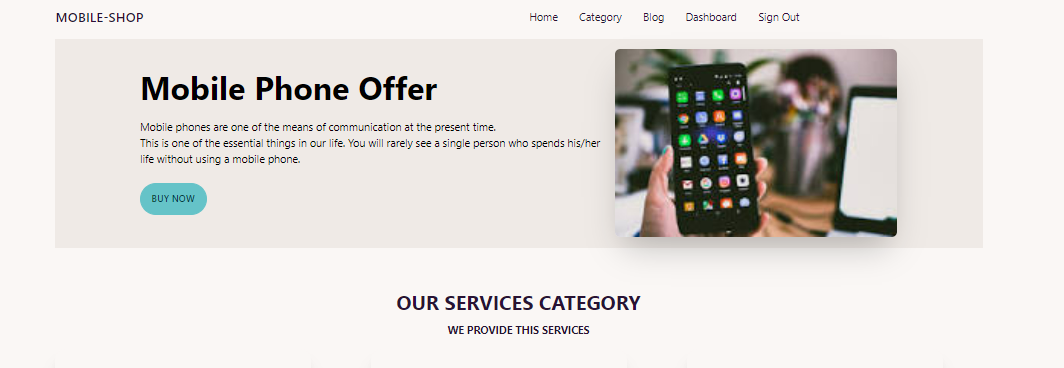 MOBILE-SHOP
Home Category Blog Dashboard Sign Out
Mobile Phone Offer
Mobile phones are one of the means of communication at the present time.
This is one of the essential things in our life. You will rarely see a single person who spends his/her
life without using a mobile phone.
BUY NOW
OUR SERVICES CATEGORY
WE PROVIDE THIS SERVICES